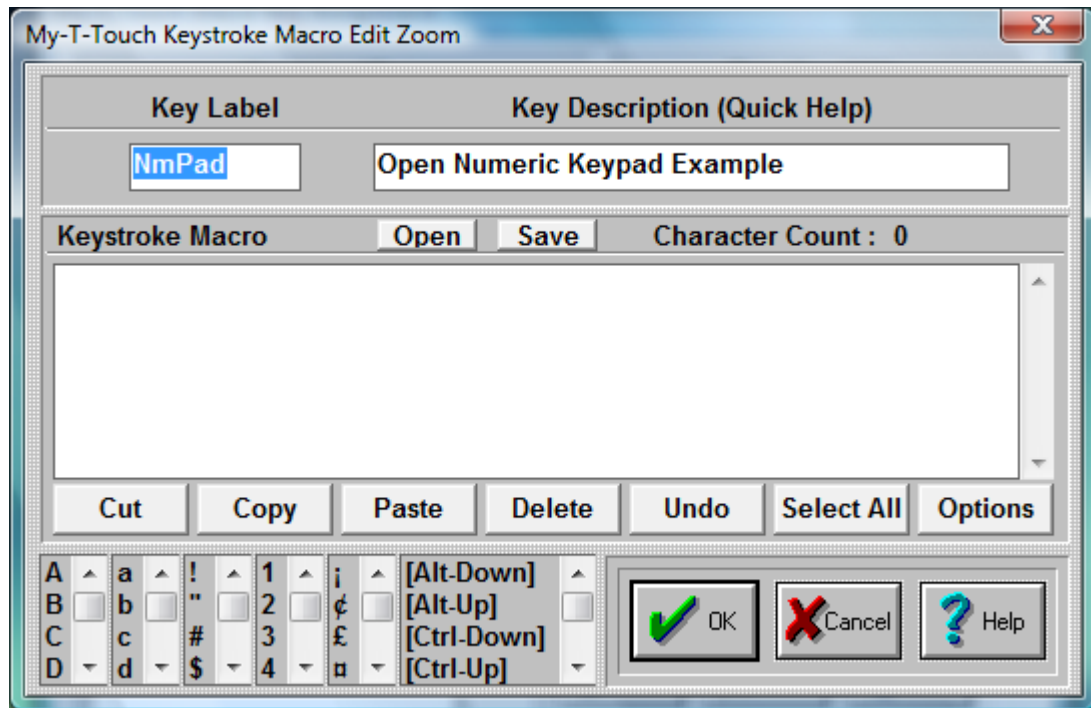 My-T-Touch Keystroke Macro Edit Zoom
Key Label Key Description (Quick Help)
NmPad Open Numeric Keypad Example
Keystroke Macro Open Save Character Count : 0
Cut Copy Paste Delete Undo Select All Options
A a ! 1 ¡ [Alt-Down]
B b " 2 ¢ [Alt-Up]
C c # 3 £ [Ctrl-Down]
D d $ 4 ¤ [Ctrl-Up]
OK Cancel Help